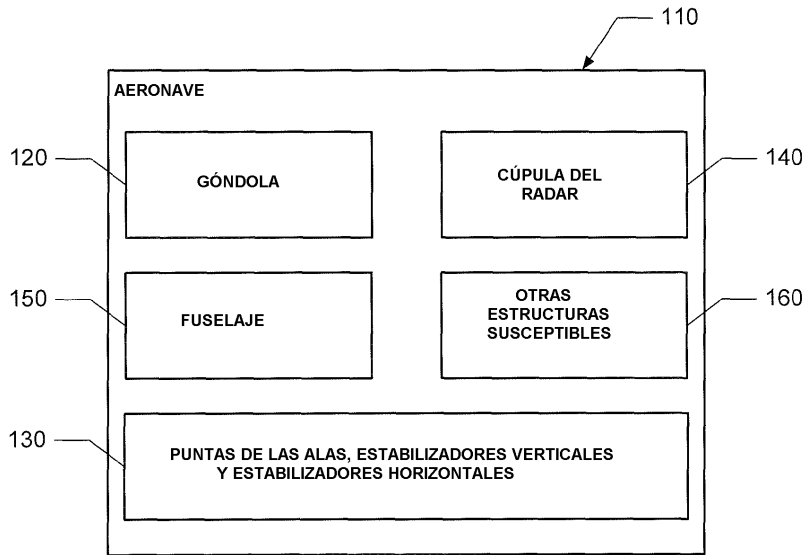 110
AERONAVE
120
GÓNDOLA
CÚPULA DEL
RADAR
140
150
FUSELAJE
OTRAS
ESTRUCTURAS
SUSCEPTIBLES
160
130
PUNTAS DE LAS ALAS, ESTABILIZADORES VERTICALES
Y ESTABILIZADORES HORIZONTALES